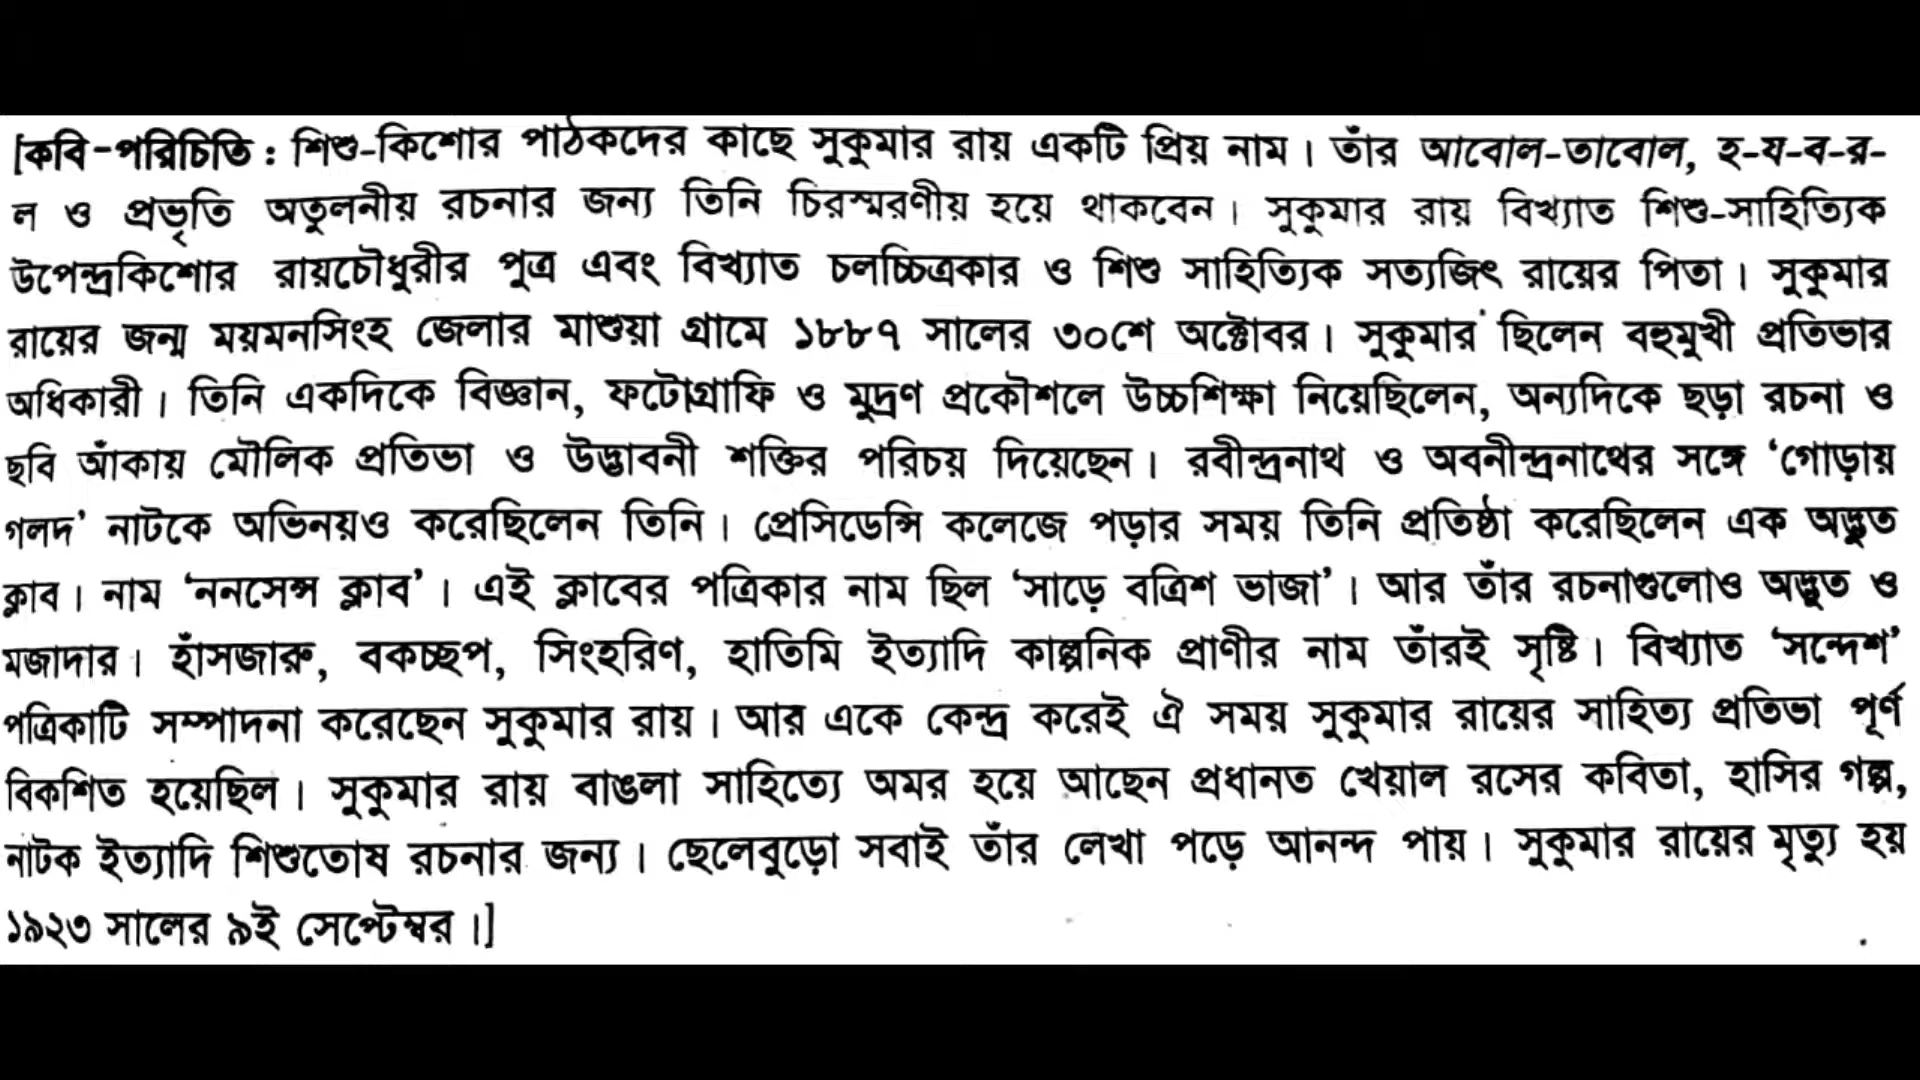 [কবি-পরিচিতি : শিশু-কিশোর পাঠকদের কাছে সুকুমার রায় একটি প্রিয় নাম। তাঁর আবোল-তাবোল, হ-য-ব-র-
ল ও প্রভৃতি অতুলনীয় রচনার জন্য তিনি চিরস্মরণীয় হয়ে থাকবেন। সুকুমার রায় বিখ্যাত শিশু-সাহিত্যিক
উপেন্দ্রকিশোর রায়চৌধুরীর পুত্র এবং বিখ্যাত চলচ্চিত্রকার ও শিশু সাহিত্যিক সত্যজিৎ রায়ের পিতা। সুকুমার
রায়ের জন্ম ময়মনসিংহ জেলার মাশুয়া গ্রামে ১৮৮৭ সালের ৩০শে অক্টোবর। সুকুমার ছিলেন বহুমুখী প্রতিভার
অধিকারী। তিনি একদিকে বিজ্ঞান, ফটোগ্রাফি ও মুদ্রণ প্রকৌশলে উচ্চশিক্ষা নিয়েছিলেন, অন্যদিকে ছড়া রচনা ও
ছবি আঁকায় মৌলিক প্রতিভা ও উদ্ভাবনী শক্তির পরিচয় দিয়েছেন। রবীন্দ্রনাথ ও অবনীন্দ্রনাথের সঙ্গে ‘গোড়ায়
গলদ’ নাটকে অভিনয়ও করেছিলেন তিনি। প্রেসিডেন্সি কলেজে পড়ার সময় তিনি প্রতিষ্ঠা করেছিলেন এক অদ্ভুত
ক্লাব। নাম ‘ননসেন্স ক্লাব’। এই ক্লাবের পত্রিকার নাম ছিল ‘সাড়ে বত্রিশ ভাজা’। আর তাঁর রচনাগুলোও অদ্ভুত ও
মজাদার। হাঁসজারু, বকচ্ছপ, সিংহরিণ, হাতিমি ইত্যাদি কাল্পনিক প্রাণীর নাম তাঁরই সৃষ্টি। বিখ্যাত ‘সন্দেশ’
পত্রিকাটি সম্পাদনা করেছেন সুকুমার রায়। আর একে কেন্দ্র করেই ঐ সময় সুকুমার রায়ের সাহিত্য প্রতিভা পূর্ণ
বিকশিত হয়েছিল। সুকুমার রায় বাঙলা সাহিত্যে অমর হয়ে আছেন প্রধানত খেয়াল রসের কবিতা, হাসির গল্প,
নাটক ইত্যাদি শিশুতোষ রচনার জন্য। ছেলেবুড়ো সবাই তাঁর লেখা পড়ে আনন্দ পায়। সুকুমার রায়ের মৃত্যু হয়
১৯২৩ সালের ৯ই সেপ্টেম্বর।]